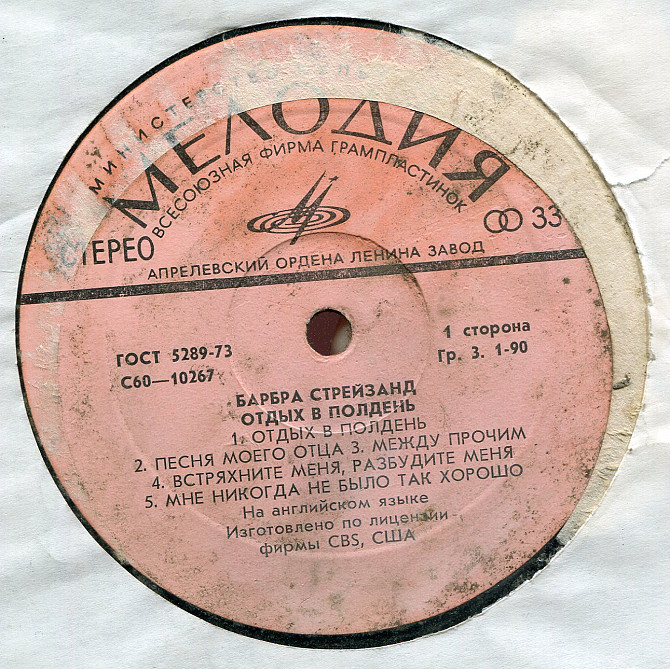 МИНИСТЕРСТВО
МЕЛОДИЯ
ВСЕСОЮЗНАЯ ФИРМА ГРАМПЛАСТИНОК
СТЕРЕО
33
АПРЕЛЕВСКИЙ ОРДЕНА ЛЕНИНА ЗАВОД
ГОСТ 5289-73
1 сторона
С60—10267
Гр. 3. 1-90
БАРБРА СТРЕЙЗАНД
ОТДЫХ В ПОЛДЕНЬ
1. ОТДЫХ В ПОЛДЕНЬ
2. ПЕСНЯ МОЕГО ОТЦА 3. МЕЖДУ ПРОЧИМ
4. ВСТРЯХНИТЕ МЕНЯ, РАЗБУДИТЕ МЕНЯ
5. МНЕ НИКОГДА НЕ БЫЛО ТАК ХОРОШО
На английском языке
Изготовлено по лицензии
фирмы CBS, США